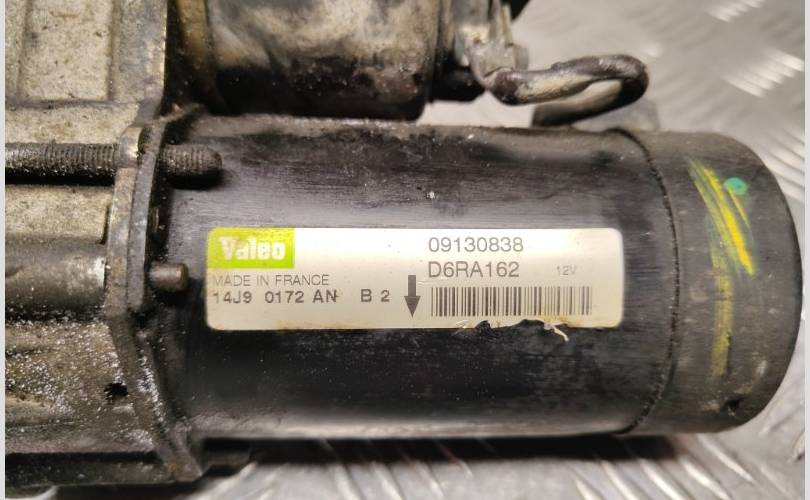 Valeo 09130838
MADE IN FRANCE D6RA162 12V
14J9 0172 AN B 2